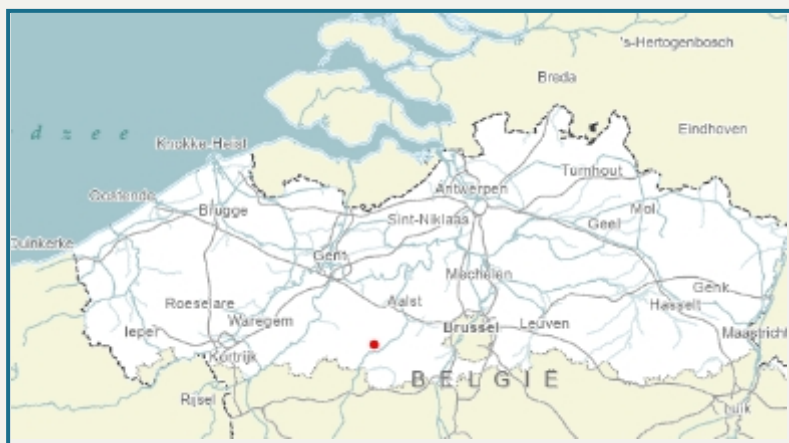 's-Hertogenbosch
Breda
Eindhoven
d z e e
Knokke-Heist
Turnhout
Antwerpen
Oostende
Brugge
Mol
Sint-Niklaas
Geel
Duinkerke
Gent
Mechelen
Genk
Roeselare
Aalst
Hasselt
Waregem
Brussel
Leuven
Ieper
Maastricht
Kortrijk
BELGIË
Rijsel
Luik